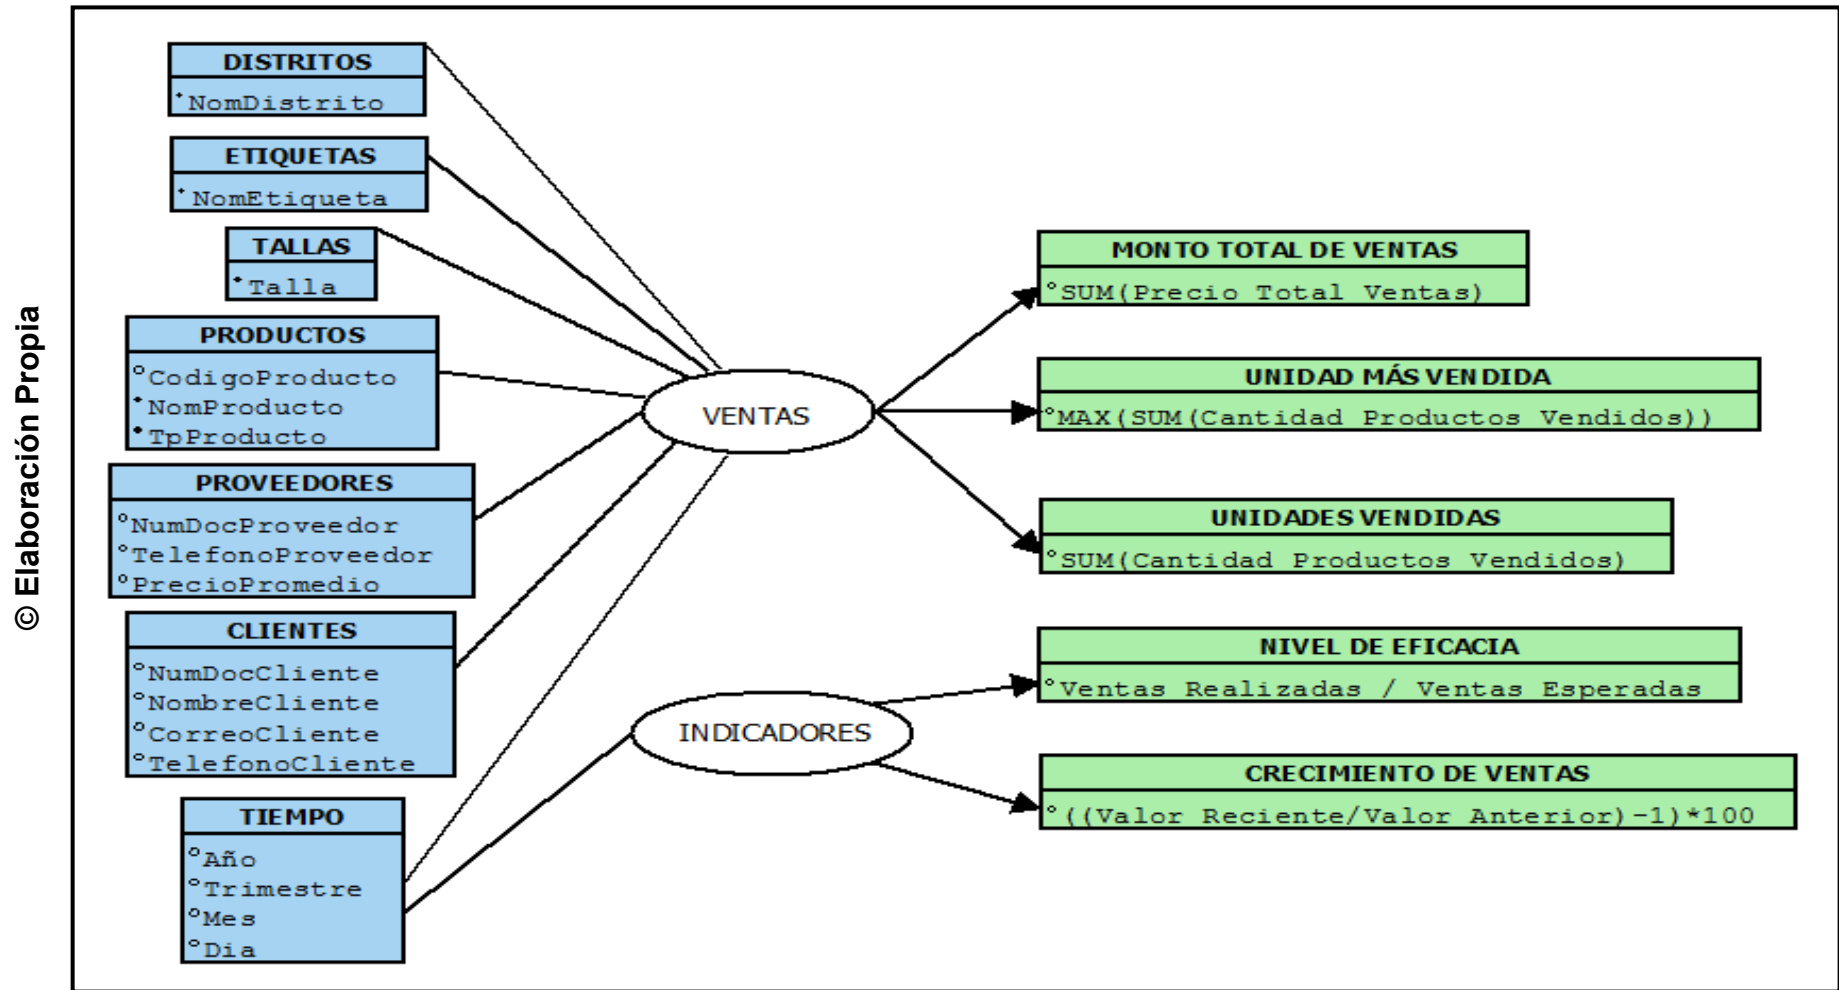 © Elaboración Propia
DISTRITOS
NomDistrito
ETIQUETAS
NomEtiqueta
TALLAS
Talla
PRODUCTOS
CodigoProducto
NomProducto
TpProducto
PROVEEDORES
NumDocProveedor
TelefonoProveedor
PrecioPromedio
CLIENTES
NumDocCliente
NombreCliente
CorreoCliente
TelefonoCliente
TIEMPO
Año
Trimestre
Mes
Dia
VENTAS
INDICADORES
MONTO TOTAL DE VENTAS
SUM(Precio Total Ventas)
UNIDAD MÁS VENDIDA
MAX(SUM(Cantidad Productos Vendidos))
UNIDADES VENDIDAS
SUM(Cantidad Productos Vendidos)
NIVEL DE EFICACIA
Ventas Realizadas / Ventas Esperadas
CRECIMIENTO DE VENTAS
((Valor Reciente/Valor Anterior)-1)*100